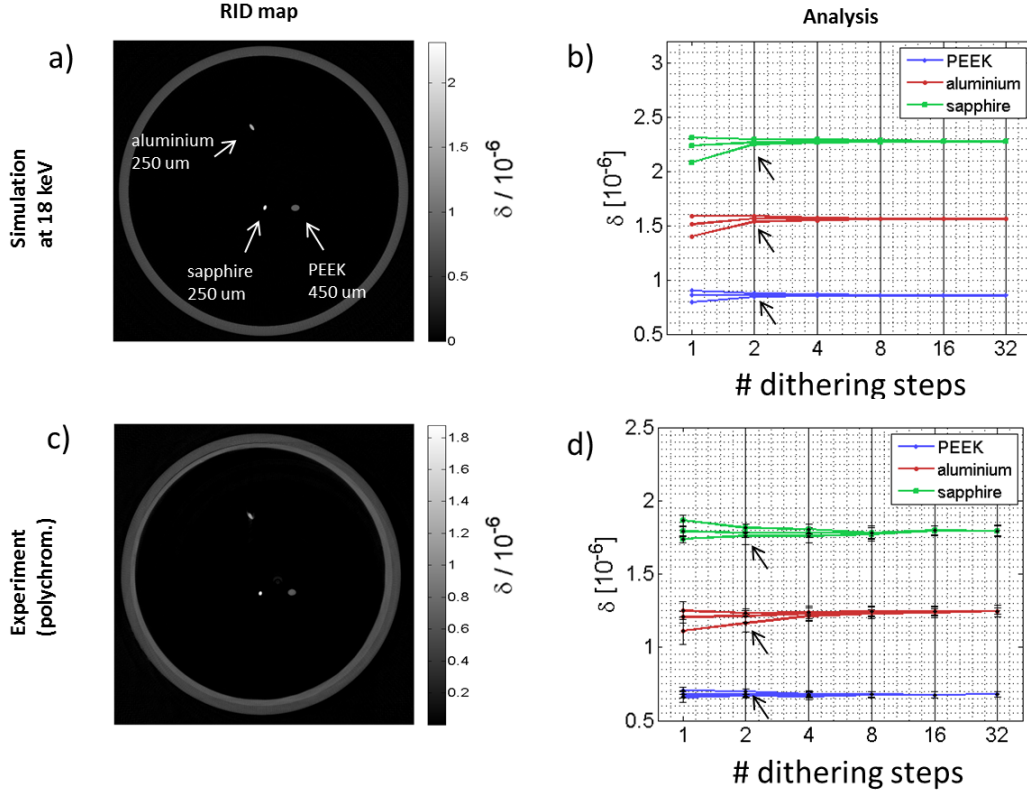 RID map
Analysis
Simulation
at 18 keV
a)
aluminium
250 um
sapphire
250 um
PEEK
450 um
2
1.5
1
0.5
0
δ / 10⁻⁶
b)
PEEK
aluminium
sapphire
3
2.5
2
1.5
1
0.5
δ [10⁻⁶]
1 2 4 8 16 32
# dithering steps
Experiment
(polychrom.)
c)
1.8
1.6
1.4
1.2
1
0.8
0.6
0.4
0.2
δ / 10⁻⁶
d)
PEEK
aluminium
sapphire
2.5
2
1.5
1
0.5
δ [10⁻⁶]
1 2 4 8 16 32
# dithering steps